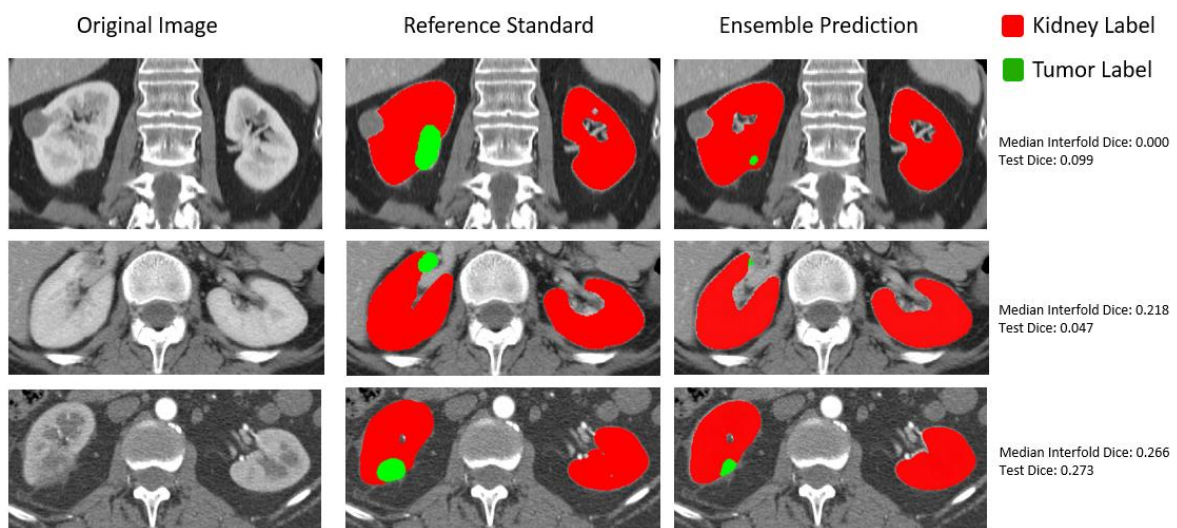 Original Image
Reference Standard
Ensemble Prediction
Kidney Label
Tumor Label
Median Interfold Dice: 0.000
Test Dice: 0.099
Median Interfold Dice: 0.218
Test Dice: 0.047
Median Interfold Dice: 0.266
Test Dice: 0.273